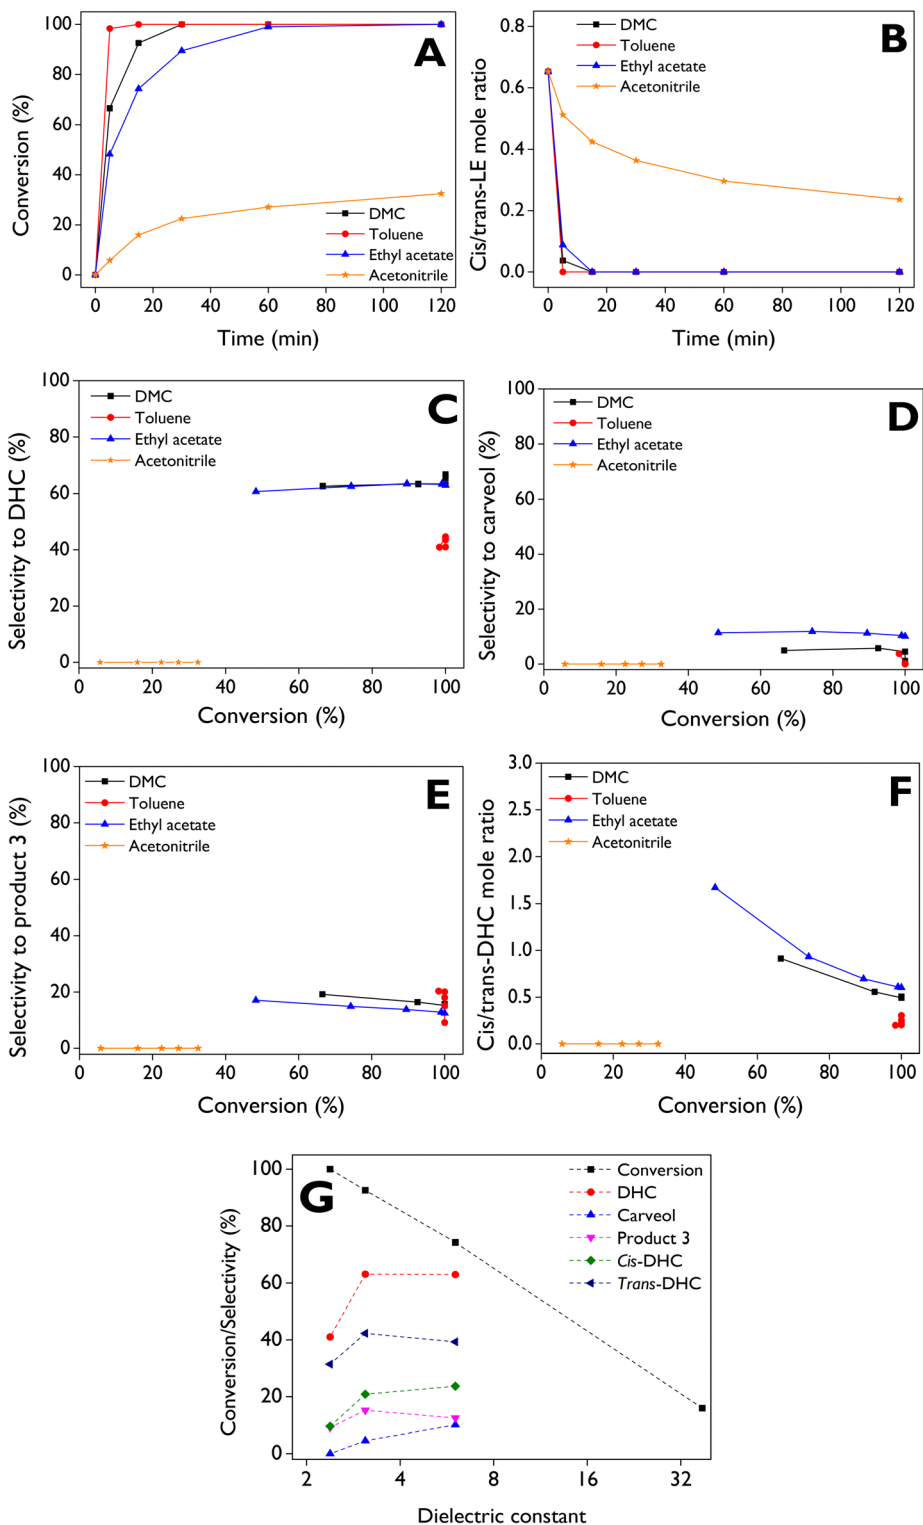 A
Conversion (%)
100
80
60
40
20
0
DMC
Toluene
Ethyl acetate
Acetonitrile
0 20 40 60 80 100 120
Time (min)
B
Cis/trans-LE mole ratio
0.8
0.6
0.4
0.2
0.0
DMC
Toluene
Ethyl acetate
Acetonitrile
0 20 40 60 80 100 120
Time (min)
C
Selectivity to DHC (%)
100
80
60
40
20
0
DMC
Toluene
Ethyl acetate
Acetonitrile
0 20 40 60 80 100
Conversion (%)
D
Selectivity to carveol (%)
100
80
60
40
20
0
DMC
Toluene
Ethyl acetate
Acetonitrile
0 20 40 60 80 100
Conversion (%)
E
Selectivity to product 3 (%)
100
80
60
40
20
0
DMC
Toluene
Ethyl acetate
Acetonitrile
0 20 40 60 80 100
Conversion (%)
F
Cis/trans-DHC mole ratio
3.0
2.5
2.0
1.5
1.0
0.5
0.0
DMC
Toluene
Ethyl acetate
Acetonitrile
0 20 40 60 80 100
Conversion (%)
G
Conversion/Selectivity (%)
100
80
60
40
20
0
Conversion
DHC
Carveol
Product 3
Cis-DHC
Trans-DHC
2 4 8 16 32
Dielectric constant